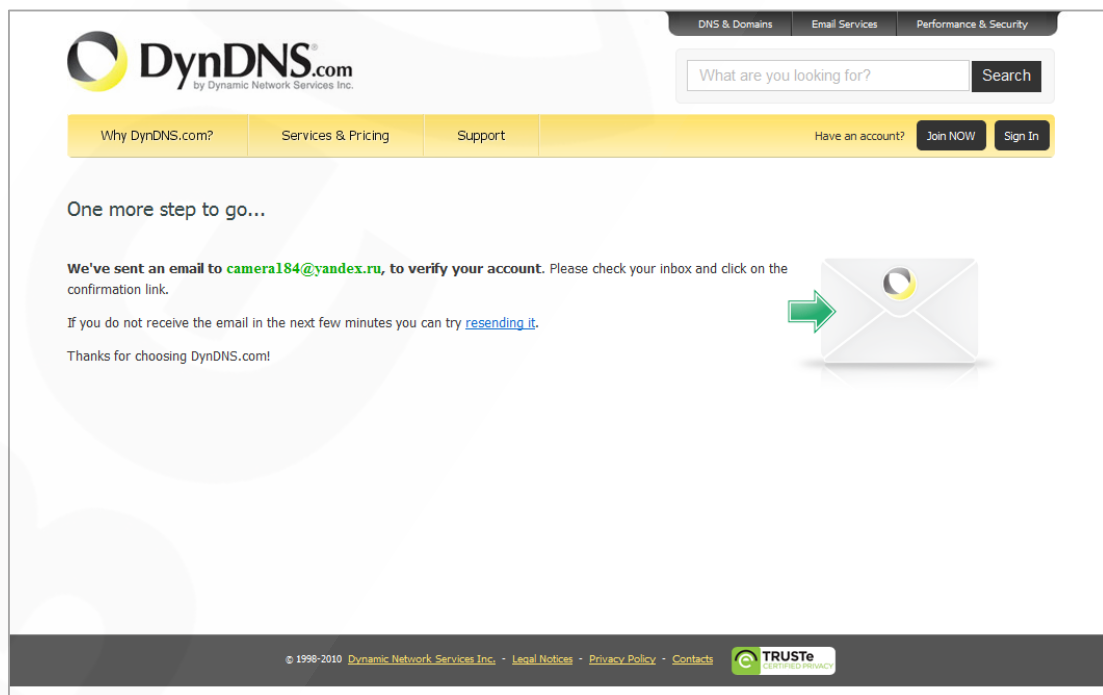 DNS & Domains Email Services Performance & Security
DynDNS.com
by Dynamic Network Services Inc.
What are you looking for? Search
Why DynDNS.com? Services & Pricing Support Have an account? Join NOW Sign In
One more step to go...
We've sent an email to camera184@yandex.ru, to verify your account. Please check your inbox and click on the
confirmation link.
If you do not receive the email in the next few minutes you can try resending it.
Thanks for choosing DynDNS.com!
© 1998-2010 Dynamic Network Services Inc. - Legal Notices - Privacy Policy - Contacts
TRUSTe
CERTIFIED PRIVACY